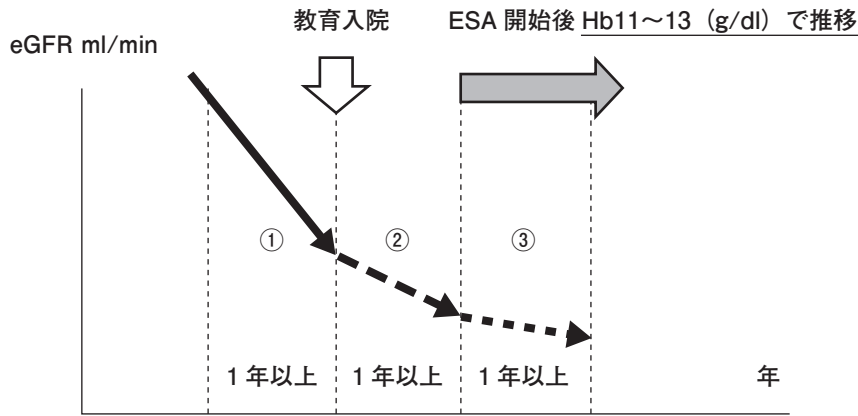 教育入院
ESA 開始後 Hb11～13（g/dl）で推移
eGFR ml/min
① ② ③
1 年以上 1 年以上 1 年以上 年